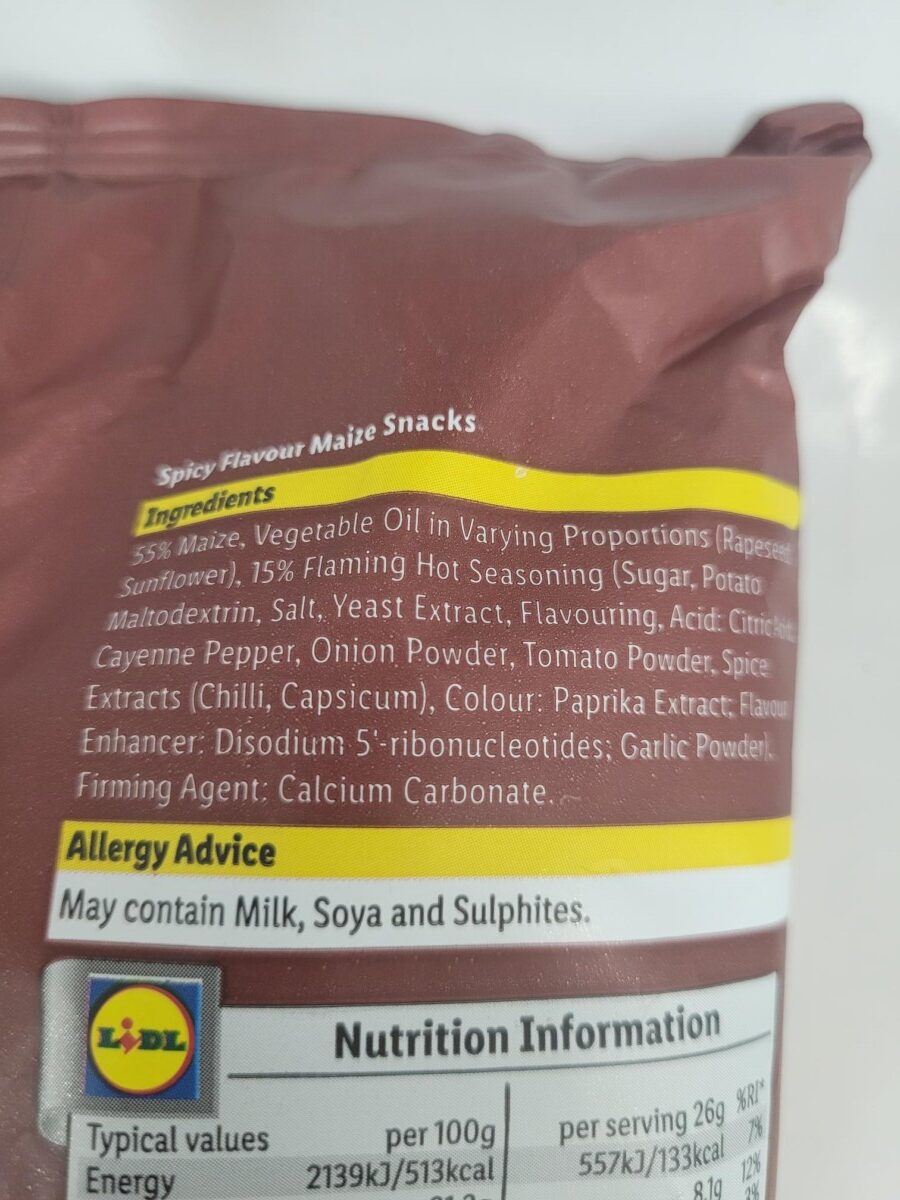 Spicy Flavour Maize Snacks
Ingredients
55% Maize, Vegetable Oil in Varying Proportions (Rapeseed,
Sunflower), 15% Flaming Hot Seasoning (Sugar, Potato
Maltodextrin, Salt, Yeast Extract, Flavouring, Acid: Citric Acid;
Cayenne Pepper, Onion Powder, Tomato Powder, Spice
Extracts (Chilli, Capsicum), Colour: Paprika Extract; Flavour
Enhancer: Disodium 5'-ribonucleotides; Garlic Powder),
Firming Agent: Calcium Carbonate.
Allergy Advice
May contain Milk, Soya and Sulphites.
LIDL
Nutrition Information
Typical values per 100g per serving 26g %RI*
Energy 2139kJ/513kcal 557kJ/133kcal 7%
8.1g 12%
3%